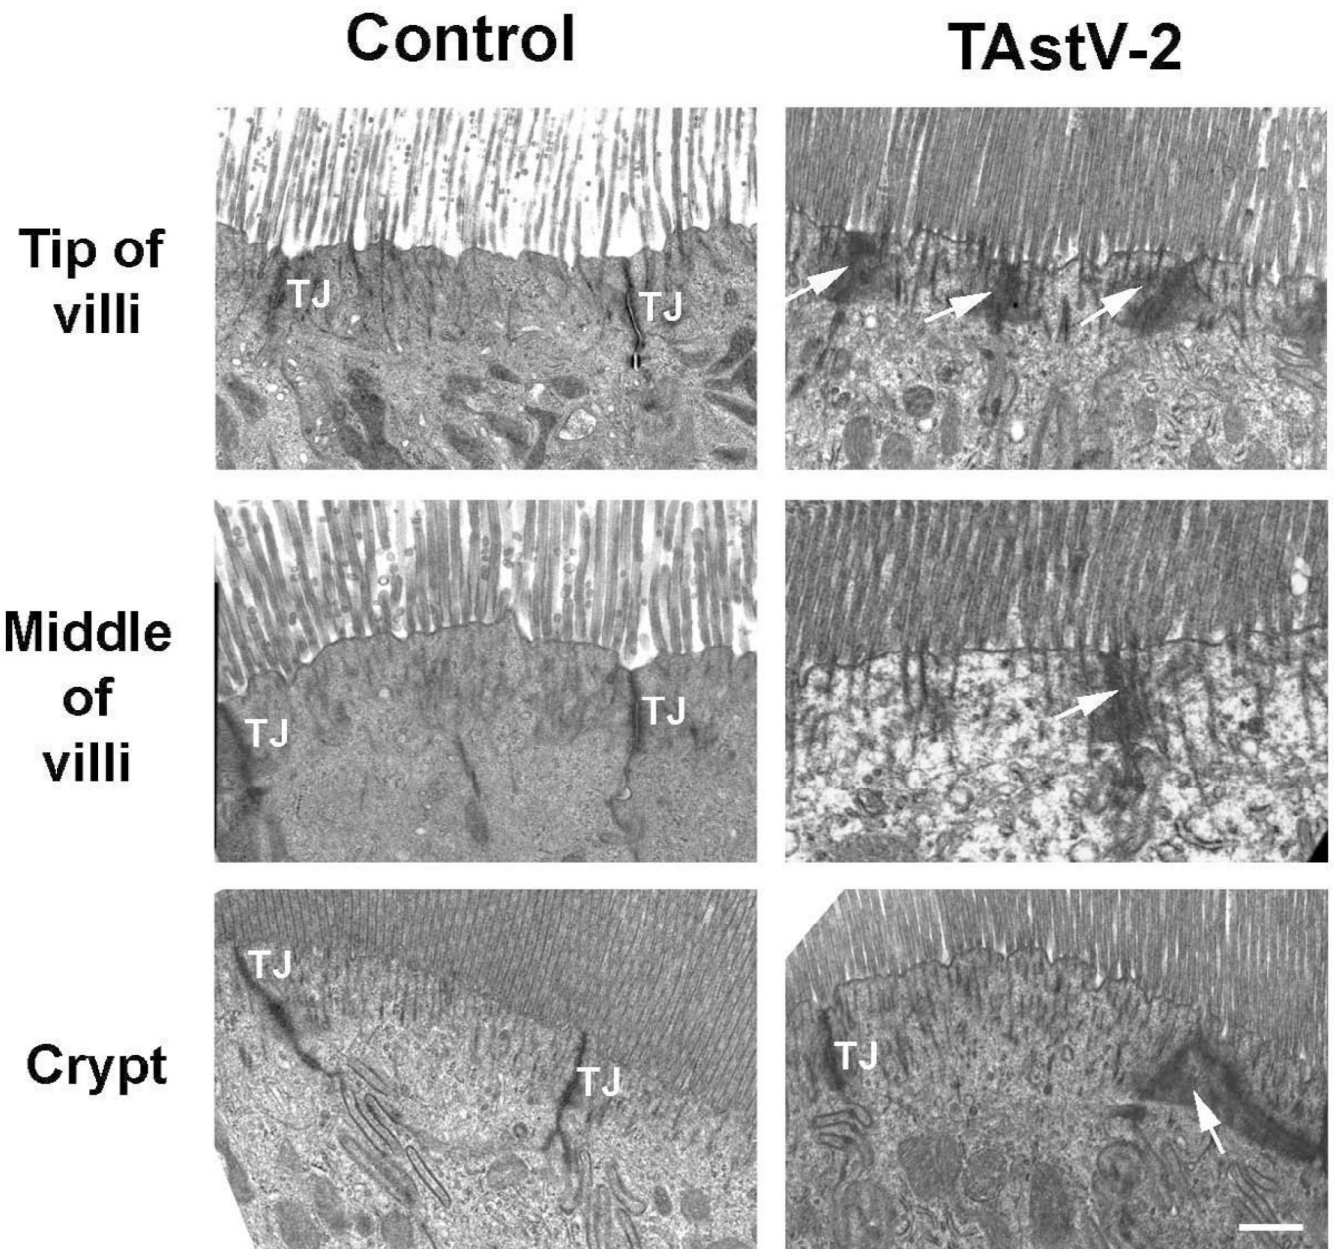 Control
TAstV-2
Tip of
villi
TJ
TJ
Middle
of
villi
TJ
TJ
Crypt
TJ
TJ
TJ